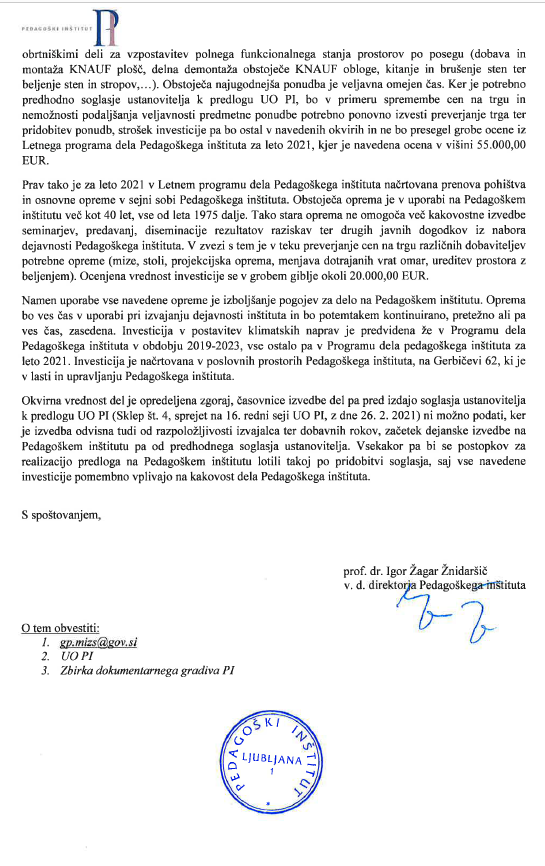 PEDAGOŠKI INŠTITUT PI
obrtniškimi deli za vzpostavitev polnega funkcionalnega stanja prostorov po posegu (dobava in
montaža KNAUF plošč, delna demontaža obstoječe KNAUF obloge, kitanje in brušenje sten ter
beljenje sten in stropov,…). Obstoječa najugodnejša ponudba je veljavna omejen čas. Ker je potrebno
predhodno soglasje ustanovitelja k predlogu UO PI, bo v primeru spremembe cen na trgu in
nemožnosti podaljšanja veljavnosti predmetne ponudbe potrebno ponovno izvesti preverjanje trga ter
pridobitev ponudb, strošek investicije pa bo ostal v navedenih okvirih in ne bo presegel grobe ocene iz
Letnega programa dela Pedagoškega inštituta za leto 2021, kjer je navedena ocena v višini 55.000,00
EUR.
Prav tako je za leto 2021 v Letnem programu dela Pedagoškega inštituta načrtovana prenova pohištva
in osnovne opreme v sejni sobi Pedagoškega inštituta. Obstoječa oprema je v uporabi na Pedagoškem
inštitutu več kot 40 let, vse od leta 1975 dalje. Tako stara oprema ne omogoča več kakovostne izvedbe
seminarjev, predavanj, diseminacije rezultatov raziskav ter drugih javnih dogodkov iz nabora
dejavnosti Pedagoškega inštituta. V zvezi s tem je v teku preverjanje cen na trgu različnih dobaviteljev
potrebne opreme (mize, stoli, projekcijska oprema, menjava dotrajanih vrat omar, ureditev prostora z
beljenjem). Ocenjena vrednost investicije se v grobem giblje okoli 20.000,00 EUR.
Namen uporabe vse navedene opreme je izboljšanje pogojev za delo na Pedagoškem inštitutu. Oprema
bo ves čas v uporabi pri izvajanju dejavnosti inštituta in bo potemtakem kontinuirano, pretežno ali pa
ves čas, zasedena. Investicija v postavitev klimatskih naprav je predvidena že v Programu dela
Pedagoškega inštituta v obdobju 2019-2023, vse ostalo pa v Programu dela pedagoškega inštituta za
leto 2021. Investicija je načrtovana v poslovnih prostorih Pedagoškega inštituta, na Gerbičevi 62, ki je
v lasti in upravljanju Pedagoškega inštituta.
Okvirna vrednost del je opredeljena zgoraj, časovnice izvedbe del pa pred izdajo soglasja ustanovitelja
k predlogu UO PI (Sklep št. 4, sprejet na 16. redni seji UO PI, z dne 26. 2. 2021) ni možno podati, ker
je izvedba odvisna tudi od razpoložljivosti izvajalca ter dobavnih rokov, začetek dejanske izvedbe na
Pedagoškem inštitutu pa od predhodnega soglasja ustanovitelja. Vsekakor pa bi se postopkov za
realizacijo predloga na Pedagoškem inštitutu lotili takoj po pridobitvi soglasja, saj vse navedene
investicije pomembno vplivajo na kakovost dela Pedagoškega inštituta.
S spoštovanjem,
prof. dr. Igor Žagar Žnidaršič
v. d. direktorja Pedagoškega inštituta
O tem obvestiti:
1. gp.mizs@gov.si
2. UO PI
3. Zbirka dokumentarnega gradiva PI
PEDAGOŠKI INŠTITUT
LJUBLJANA
1
*